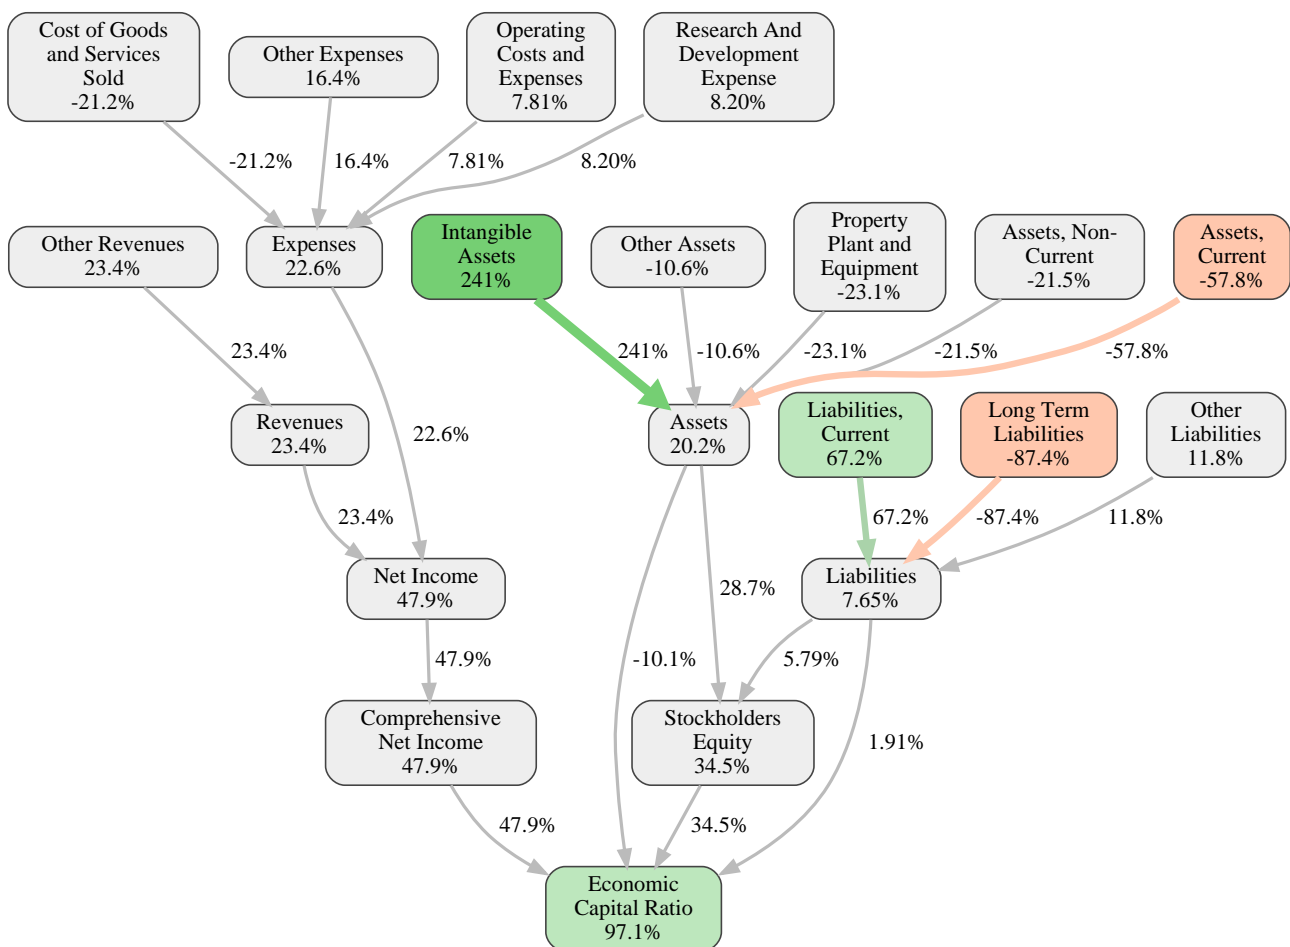 Cost of Goods
and Services
Sold
-21.2%
Other Expenses
16.4%
Operating
Costs and
Expenses
7.81%
Research And
Development
Expense
8.20%
-21.2%
16.4%
7.81%
8.20%
Other Revenues
23.4%
Expenses
22.6%
Intangible
Assets
241%
Other Assets
-10.6%
Property
Plant and
Equipment
-23.1%
Assets, Non-
Current
-21.5%
Assets,
Current
-57.8%
23.4%
241%
-10.6%
-23.1%
-21.5%
-57.8%
Revenues
23.4%
22.6%
Assets
20.2%
Liabilities,
Current
67.2%
Long Term
Liabilities
-87.4%
Other
Liabilities
11.8%
23.4%
67.2%
-87.4%
11.8%
Net Income
47.9%
28.7%
Liabilities
7.65%
47.9%
-10.1%
5.79%
Comprehensive
Net Income
47.9%
Stockholders
Equity
34.5%
1.91%
47.9%
34.5%
Economic
Capital Ratio
97.1%